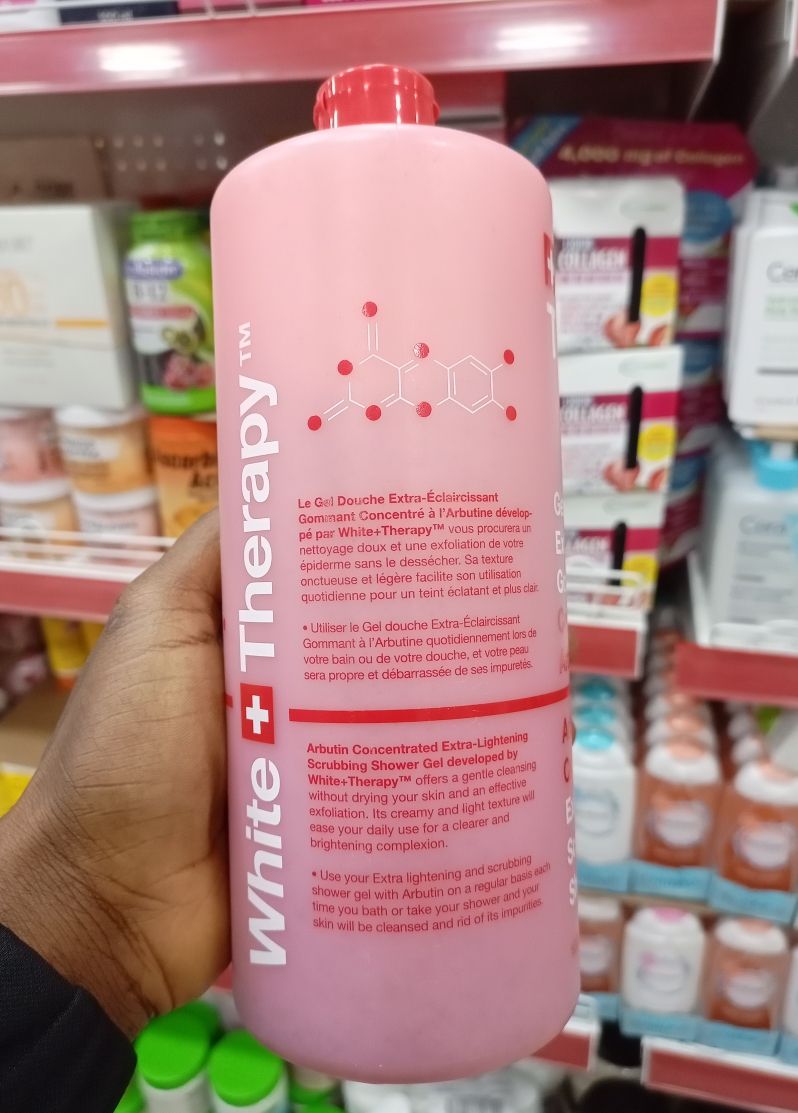 White + Therapy™
Le Gel Douche Extra-Éclaircissant
Gommant Concentré à l'Arbutine dévelop-
pé par White+Therapy™ vous procurera un
nettoyage doux et une exfoliation de votre
épiderme sans le dessécher. Sa texture
onctueuse et légère facilite son utilisation
quotidienne pour un teint éclatant et plus clair.
• Utiliser le Gel douche Extra-Éclaircissant
Gommant à l'Arbutine quotidiennement lors de
votre bain ou de votre douche, et votre peau
sera propre et débarrassée de ses impuretés.
Arbutin Concentrated Extra-Lightening
Scrubbing Shower Gel developed by
White+Therapy™ offers a gentle cleansing
without drying your skin and an effective
exfoliation. Its creamy and light texture will
ease your daily use for a clearer and
brightening complexion.
• Use your Extra lightening and scrubbing
shower gel with Arbutin on a regular basis each
time you bath or take your shower and your
skin will be cleansed and rid of its impurities.
4,000 mg of Collagen
COLLAGEN
COLLAGEN